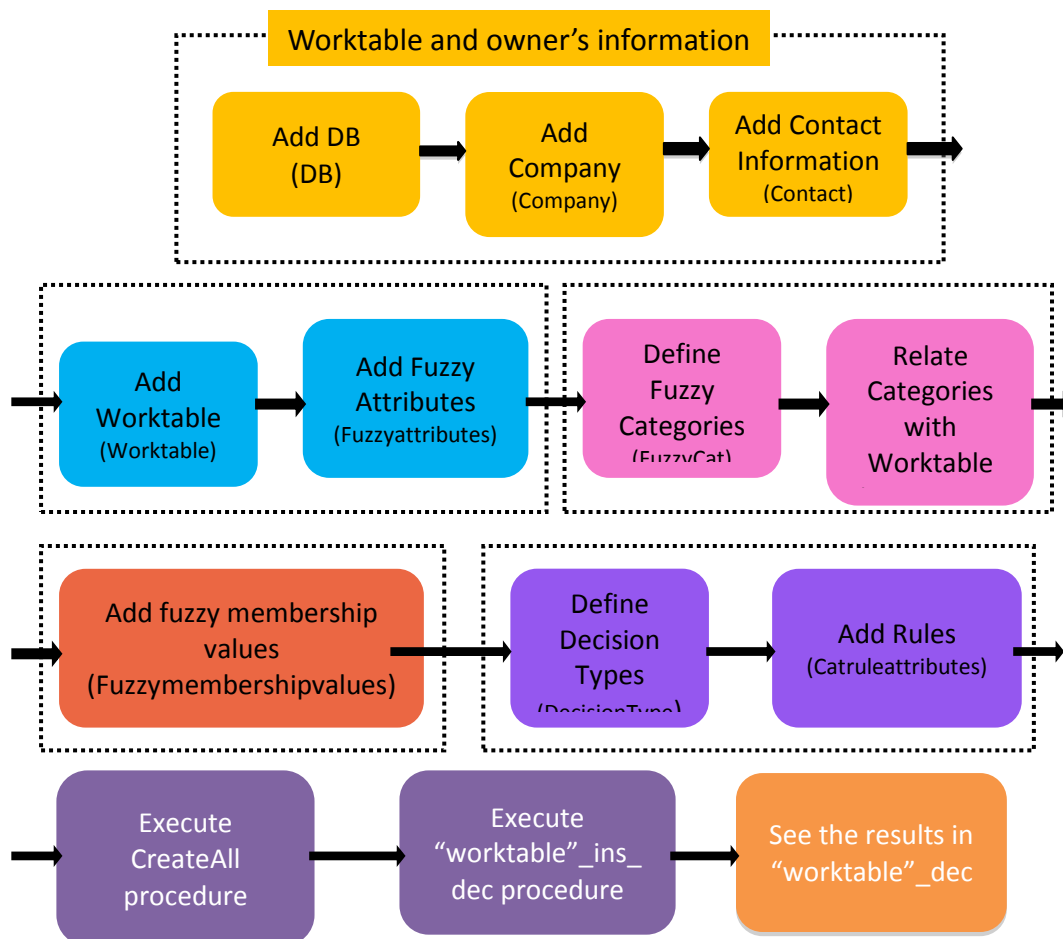 Worktable and owner’s information
Add DB
(DB)
Add
Company
(Company)
Add Contact
Information
(Contact)
Add
Worktable
(Worktable)
Add Fuzzy
Attributes
(Fuzzyattributes)
Define
Fuzzy
Categories
(FuzzyCat)
Relate
Categories
with
Worktable
Add fuzzy membership
values
(Fuzzymembershipvalues)
Define
Decision
Types
(DecisionType)
Add Rules
(Catruleattributes)
Execute
CreateAll
procedure
Execute
“worktable”_ins_
dec procedure
See the results in
“worktable”_dec